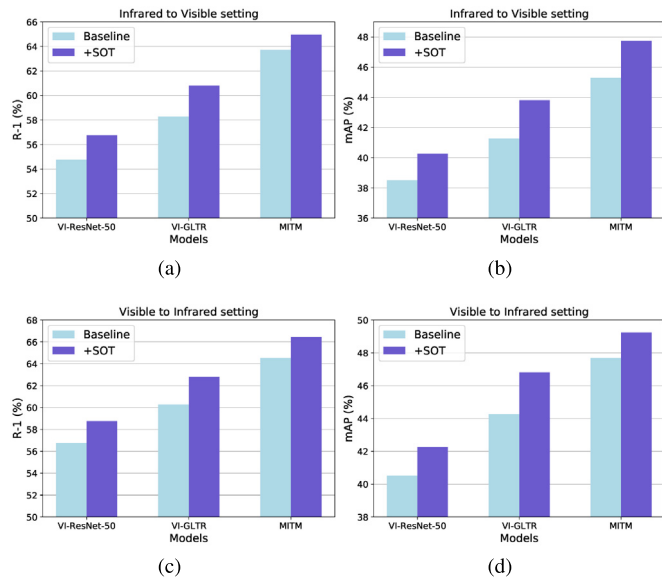 Infrared to Visible setting
66
64
62
60
58
56
54
52
50
R-1 (%)
Baseline
+SOT
VI-ResNet-50 VI-GLTR MITM
Models
(a)
Infrared to Visible setting
48
46
44
42
40
38
36
mAP (%)
Baseline
+SOT
VI-ResNet-50 VI-GLTR MITM
Models
(b)
Visible to Infrared setting
68
66
64
62
60
58
56
54
52
50
R-1 (%)
Baseline
+SOT
VI-ResNet-50 VI-GLTR MITM
Models
(c)
Visible to Infrared setting
50
48
46
44
42
40
38
mAP (%)
Baseline
+SOT
VI-ResNet-50 VI-GLTR MITM
Models
(d)